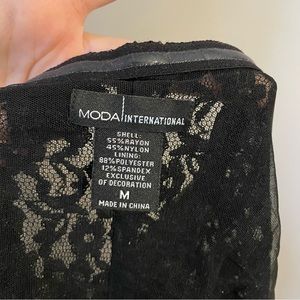 MODA INTERNATIONAL
SHELL:
55%RAYON
45%NYLON
LINING:
88%POLYESTER
12%SPANDEX
EXCLUSIVE
OF DECORATION
M
MADE IN CHINA